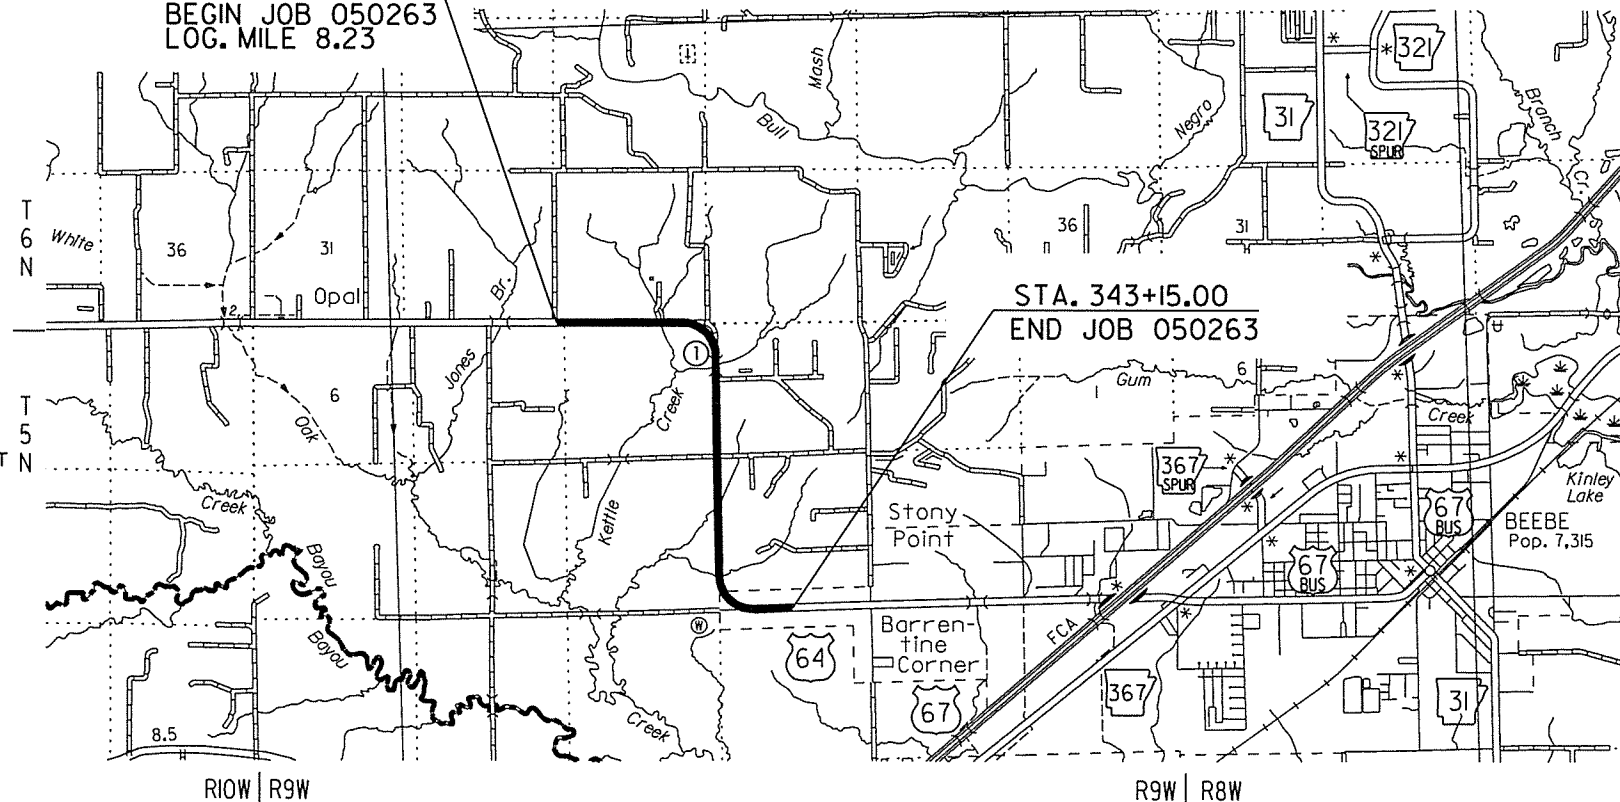 BEGIN JOB 050263
LOG. MILE 8.23
Mash
Bull
Negro
Branch
Cr.
321
31
321
SPUR
T
6
N
White
36
31
Opal
2
Br.
36
31
STA. 343+15.00
END JOB 050263
1
Jones
6
Oak
Creek
Kettle
Gum
6
Creek
T
5
N
T
Creek
367
SPUR
Stony
Point
67
BUS
67
BUS
Kinley
Lake
BEEBE
Pop. 7,315
Bayou
Bayou
W
64
Barren-
tine
Corner
FCA
67
367
31
Creek
8.5
R10W R9W
R9W R8W